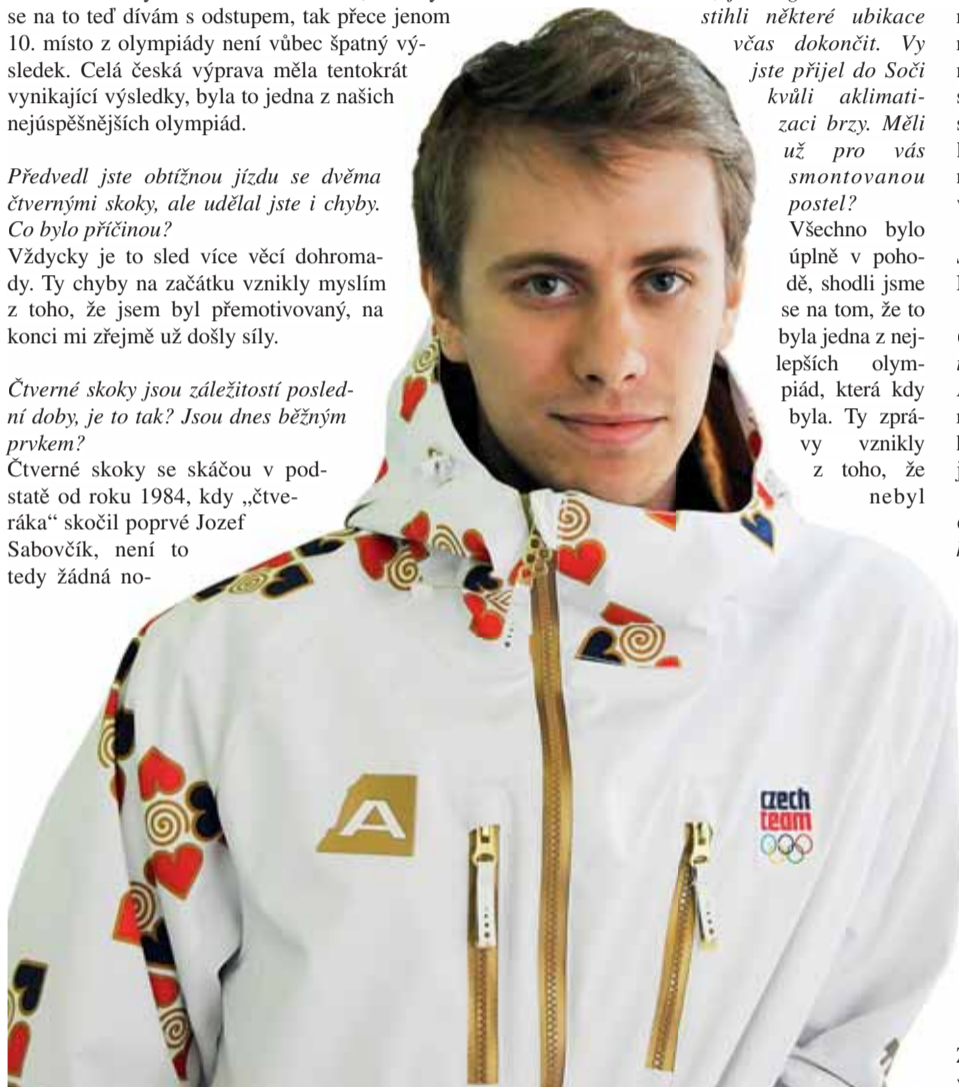 se na to teď dívám s odstupem, tak přece jenom
10. místo z olympiády není vůbec špatný vý-
sledek. Celá česká výprava měla tentokrát
vynikající výsledky, byla to jedna z našich
nejúspěšnějších olympiád.
Předvedl jste obtížnou jízdu se dvěma
čtvernými skoky, ale udělal jste i chyby.
Co bylo příčinou?
Vždycky je to sled více věcí dohroma-
dy. Ty chyby na začátku vznikly myslím
z toho, že jsem byl přemotivovaný, na
konci mi zřejmě už došly síly.
Čtverné skoky jsou záležitostí posled-
ní doby, je to tak? Jsou dnes běžným
prvkem?
Čtverné skoky se skáčou v pod-
statě od roku 1984, kdy „čtve-
ráka“ skočil poprvé Jozef
Sabovčík, není to
tedy žádná no-
stihli některé ubikace
včas dokončit. Vy
jste přijel do Soči
kvůli aklimati-
zaci brzy. Měli
už pro vás
smontovanou
postel?
Všechno bylo
úplně v poho-
dě, shodli jsme
se na tom, že to
byla jedna z nej-
lepších olym-
piád, která kdy
byla. Ty zprá-
vy vznikly
z toho, že
nebyl
A
czech
team